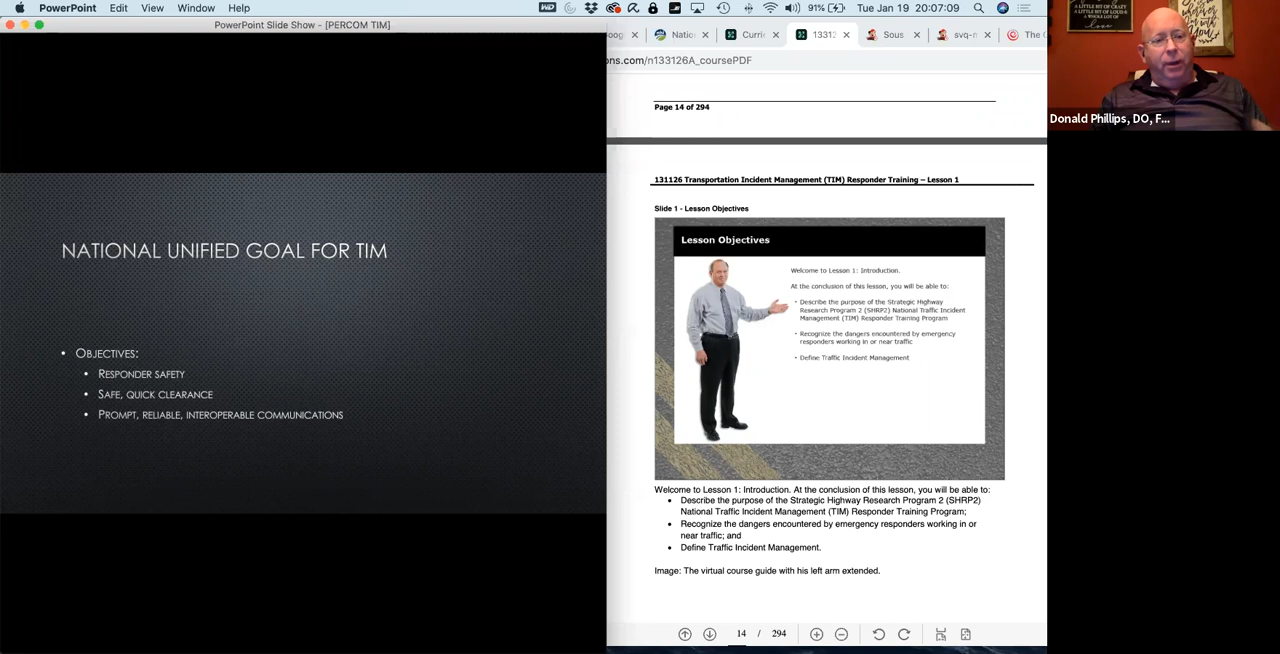 PowerPoint Edit View Window Help
91% Tue Jan 19 20:07:09
PowerPoint Slide Show - [PERCOM TIM]
NATIONAL UNIFIED GOAL FOR TIM
• OBJECTIVES:
• RESPONDER SAFETY
• SAFE, QUICK CLEARANCE
• PROMPT, RELIABLE, INTEROPERABLE COMMUNICATIONS
Natio Curric 1312 Sous svq-n The C
ons.com/n133126A_coursePDF
Page 14 of 294
131126 Transportation Incident Management (TIM) Responder Training – Lesson 1
Slide 1 - Lesson Objectives
Lesson Objectives
Welcome to Lesson 1: Introduction.
At the conclusion of this lesson, you will be able to:
• Describe the purpose of the Strategic Highway
Research Program 2 (SHRP2) National Traffic Incident
Management (TIM) Responder Training Program
• Recognize the dangers encountered by emergency
responders working in or near traffic
• Define Traffic Incident Management
Welcome to Lesson 1: Introduction. At the conclusion of this lesson, you will be able to:
• Describe the purpose of the Strategic Highway Research Program 2 (SHRP2)
National Traffic Incident Management (TIM) Responder Training Program;
• Recognize the dangers encountered by emergency responders working in or
near traffic; and
• Define Traffic Incident Management.
Image: The virtual course guide with his left arm extended.
14 / 294
Donald Phillips, DO, F...